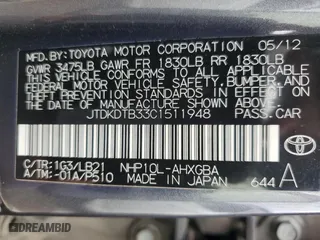 MFD.BY:TOYOTA MOTOR CORPORATION 05/12
GVWR 3475LB GAWR FR 1830LB RR 1830LB
THIS VEHICLE CONFORMS TO ALL APPLICABLE
FEDERAL MOTOR VEHICLE SAFETY, BUMPER, AND
THEFT PREVENTION STANDARDS IN EFFECT ON
THE DATE OF MANUFACTURE SHOWN ABOVE.
JTDKDTB33C1511948 PASS.CAR
C/TR:1G3/LB21 NHP10L-AHXGBA
A/TM:-01A/P510 MADE IN JAPAN 644 A
TOYOTA
BIDHISTORY